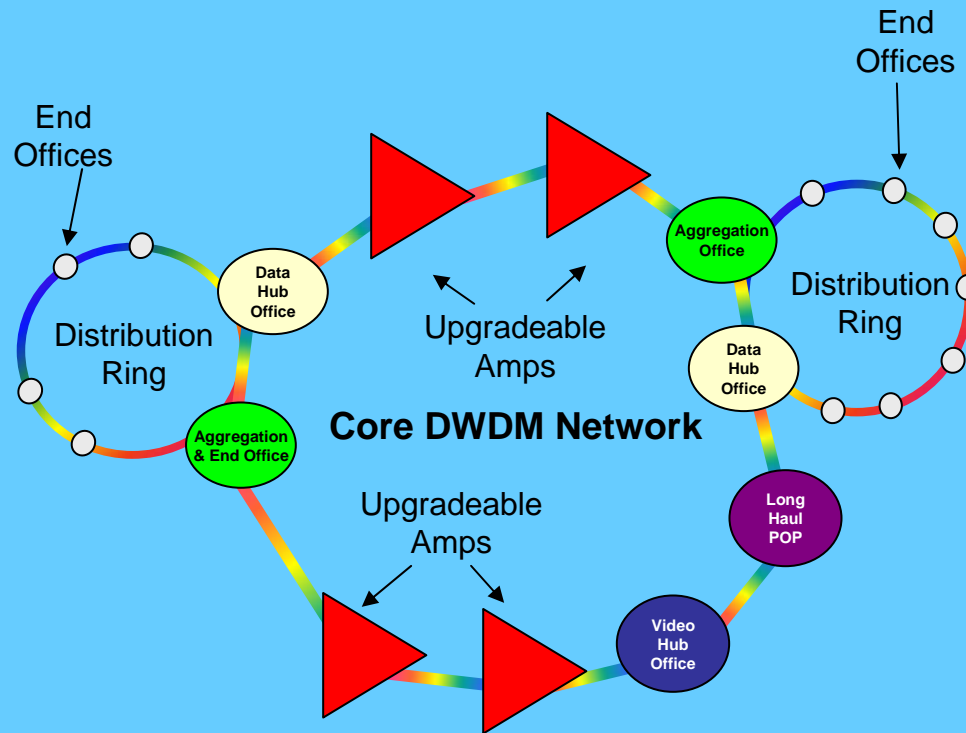 End
Offices
End
Offices
Aggregation
Office
Data
Hub
Office
Distribution
Ring
Distribution
Ring
Upgradeable
Amps
Data
Hub
Office
Core DWDM Network
Aggregation
& End Office
Upgradeable
Amps
Long
Haul
POP
Video
Hub
Office